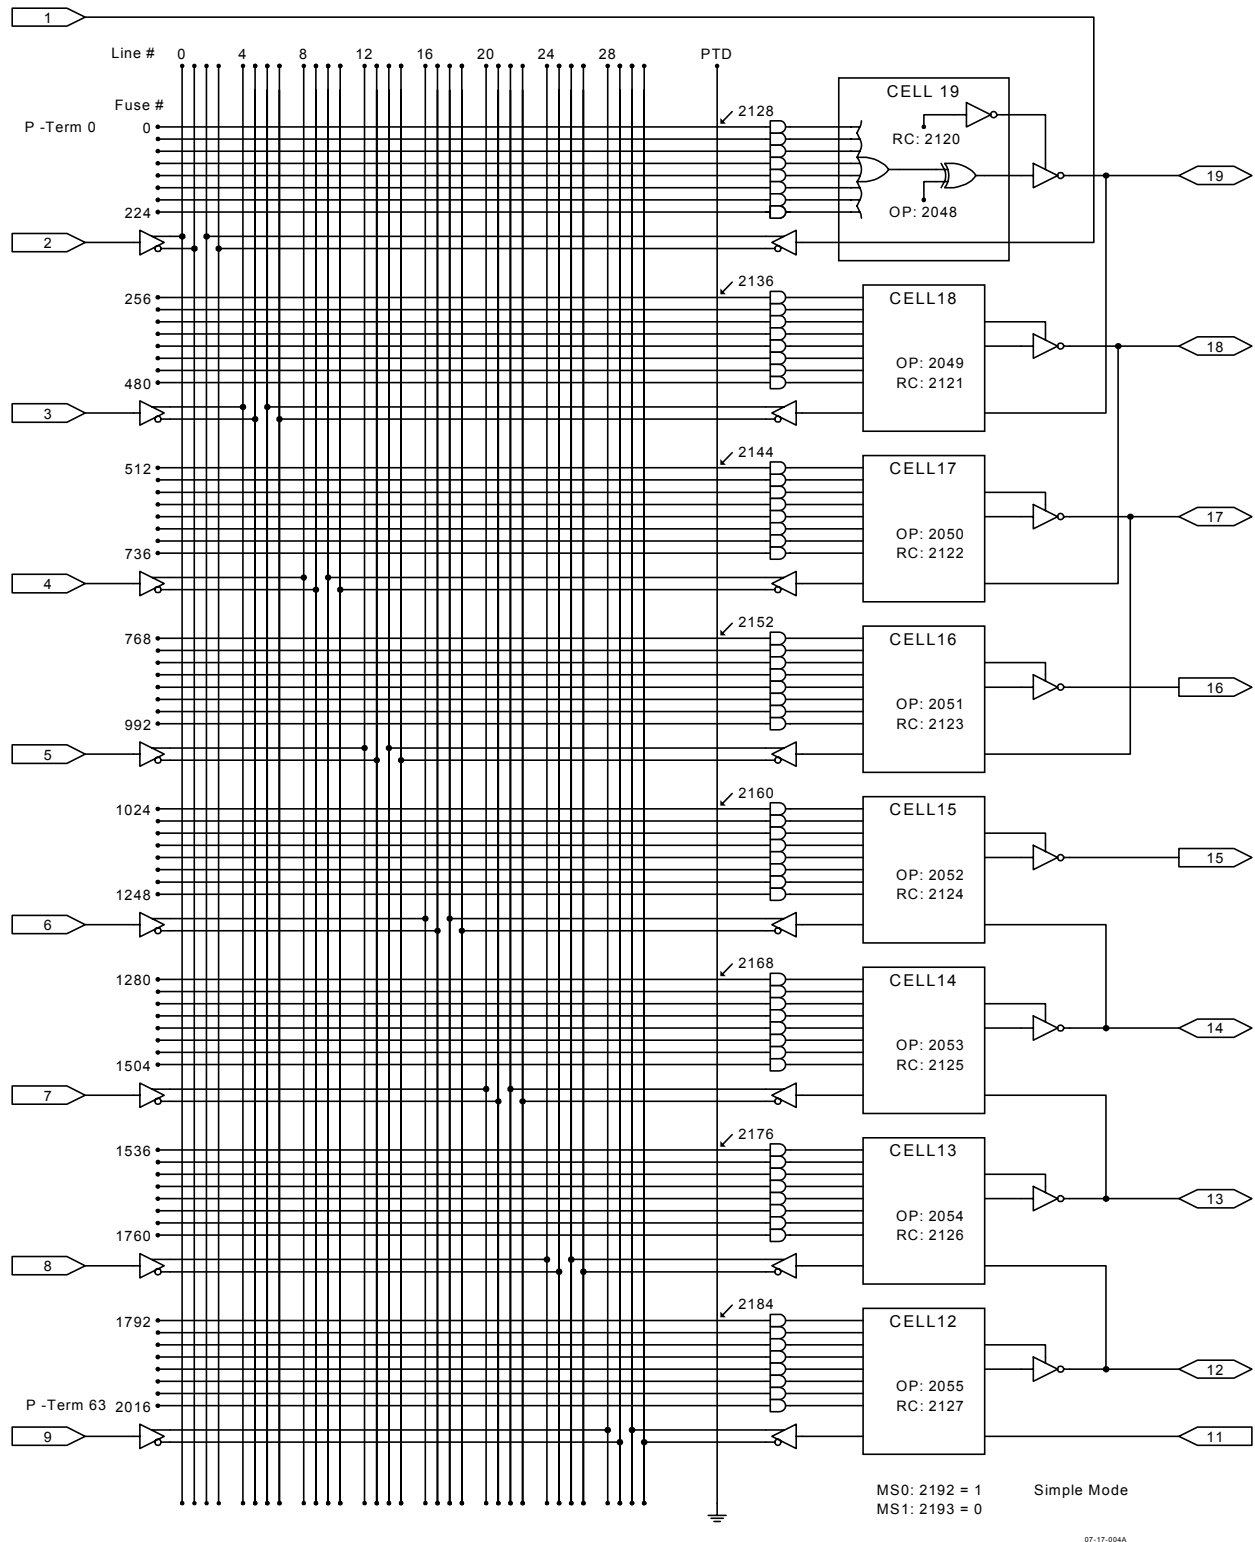 1
Line # 0 4 8 12 16 20 24 28 PTD
Fuse #
P -Term 0 0
2128
CELL 19
RC: 2120
19
224
OP: 2048
2
256
2136
CELL18
18
OP: 2049
480
RC: 2121
3
512
2144
CELL17
17
OP: 2050
736
RC: 2122
4
768
2152
CELL16
16
OP: 2051
992
RC: 2123
5
1024
2160
CELL15
15
OP: 2052
1248
RC: 2124
6
1280
2168
CELL14
14
OP: 2053
1504
RC: 2125
7
1536
2176
CELL13
13
OP: 2054
1760
RC: 2126
8
1792
2184
CELL12
12
OP: 2055
P -Term 63 2016
RC: 2127
9
11
MS0: 2192 = 1 Simple Mode
MS1: 2193 = 0
07-17-004A